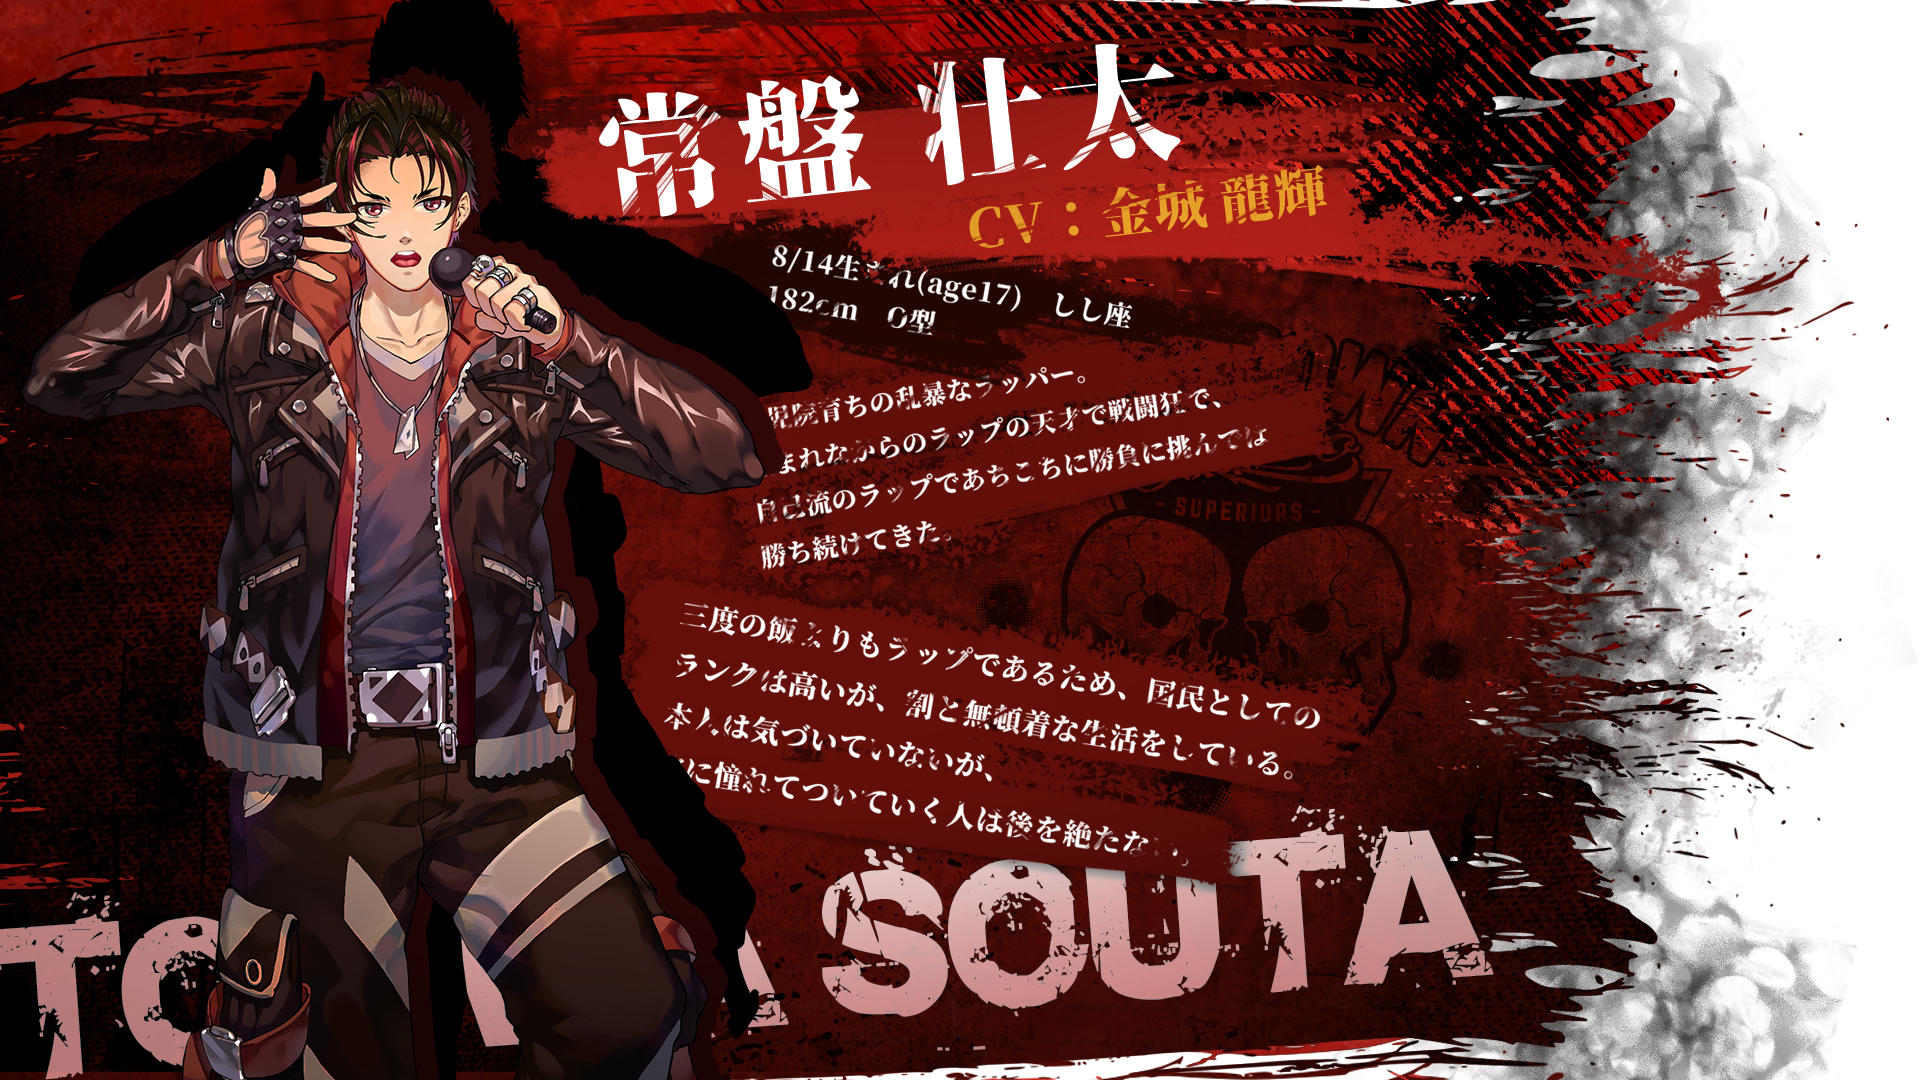 常盤 壮太
CV：金城 龍輝
8/14生まれ(age17) しし座
182cm O型
児院育ちの乱暴なラッパー。
まれながらのラップの天才で戦闘狂で、
自己流のラップであちこちに勝負に挑んでは
勝ち続けてきた。
- SUPERIORS -
三度の飯よりもラップであるため、国民としての
ランクは高いが、割と無頓着な生活をしている。
本人は気づいていないが、
に憧れてついていく人は後を絶たない。
SOUTA